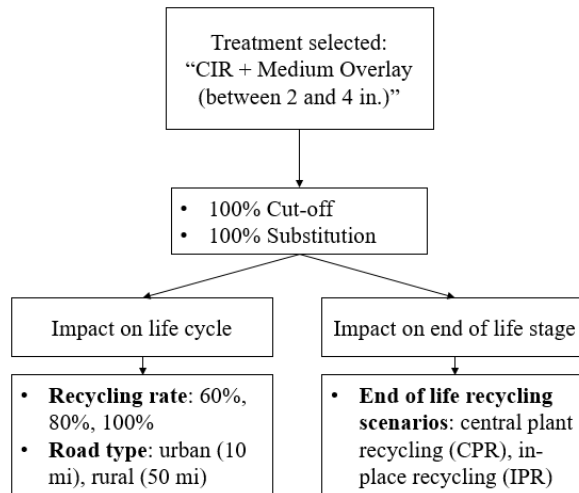 Treatment selected:
“CIR + Medium Overlay
(between 2 and 4 in.)”
• 100% Cut-off
• 100% Substitution
Impact on life cycle
Impact on end of life stage
• Recycling rate: 60%,
80%, 100%
• Road type: urban (10
mi), rural (50 mi)
• End of life recycling
scenarios: central plant
recycling (CPR), in-
place recycling (IPR)